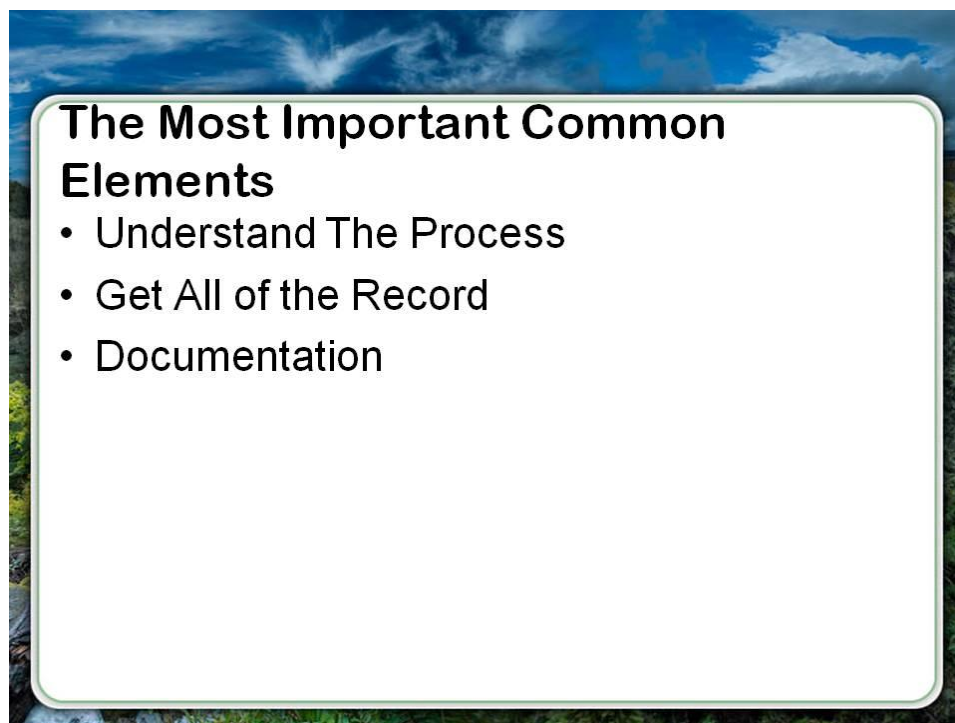 The Most Important Common
Elements
• Understand The Process
• Get All of the Record
• Documentation